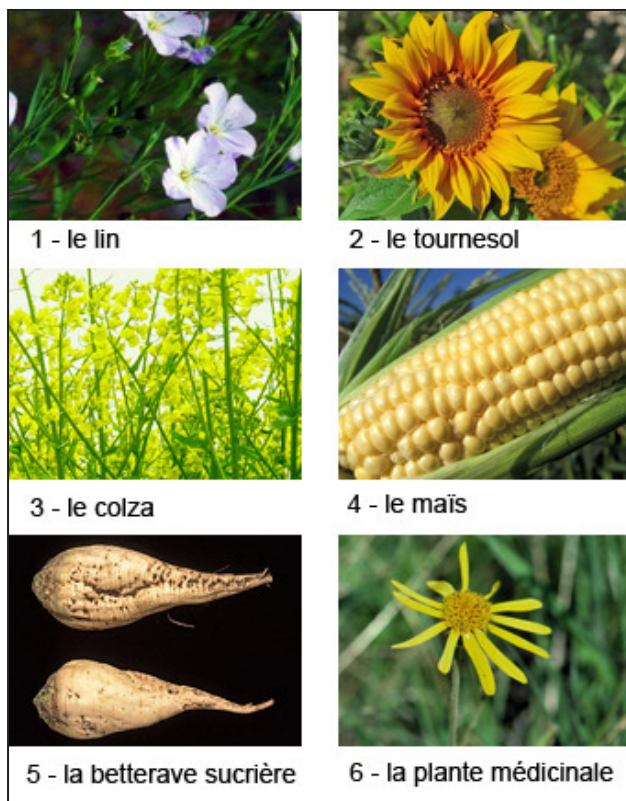 1 - le lin
2 - le tournesol
3 - le colza
4 - le maïs
5 - la betterave sucrière
6 - la plante médicinale